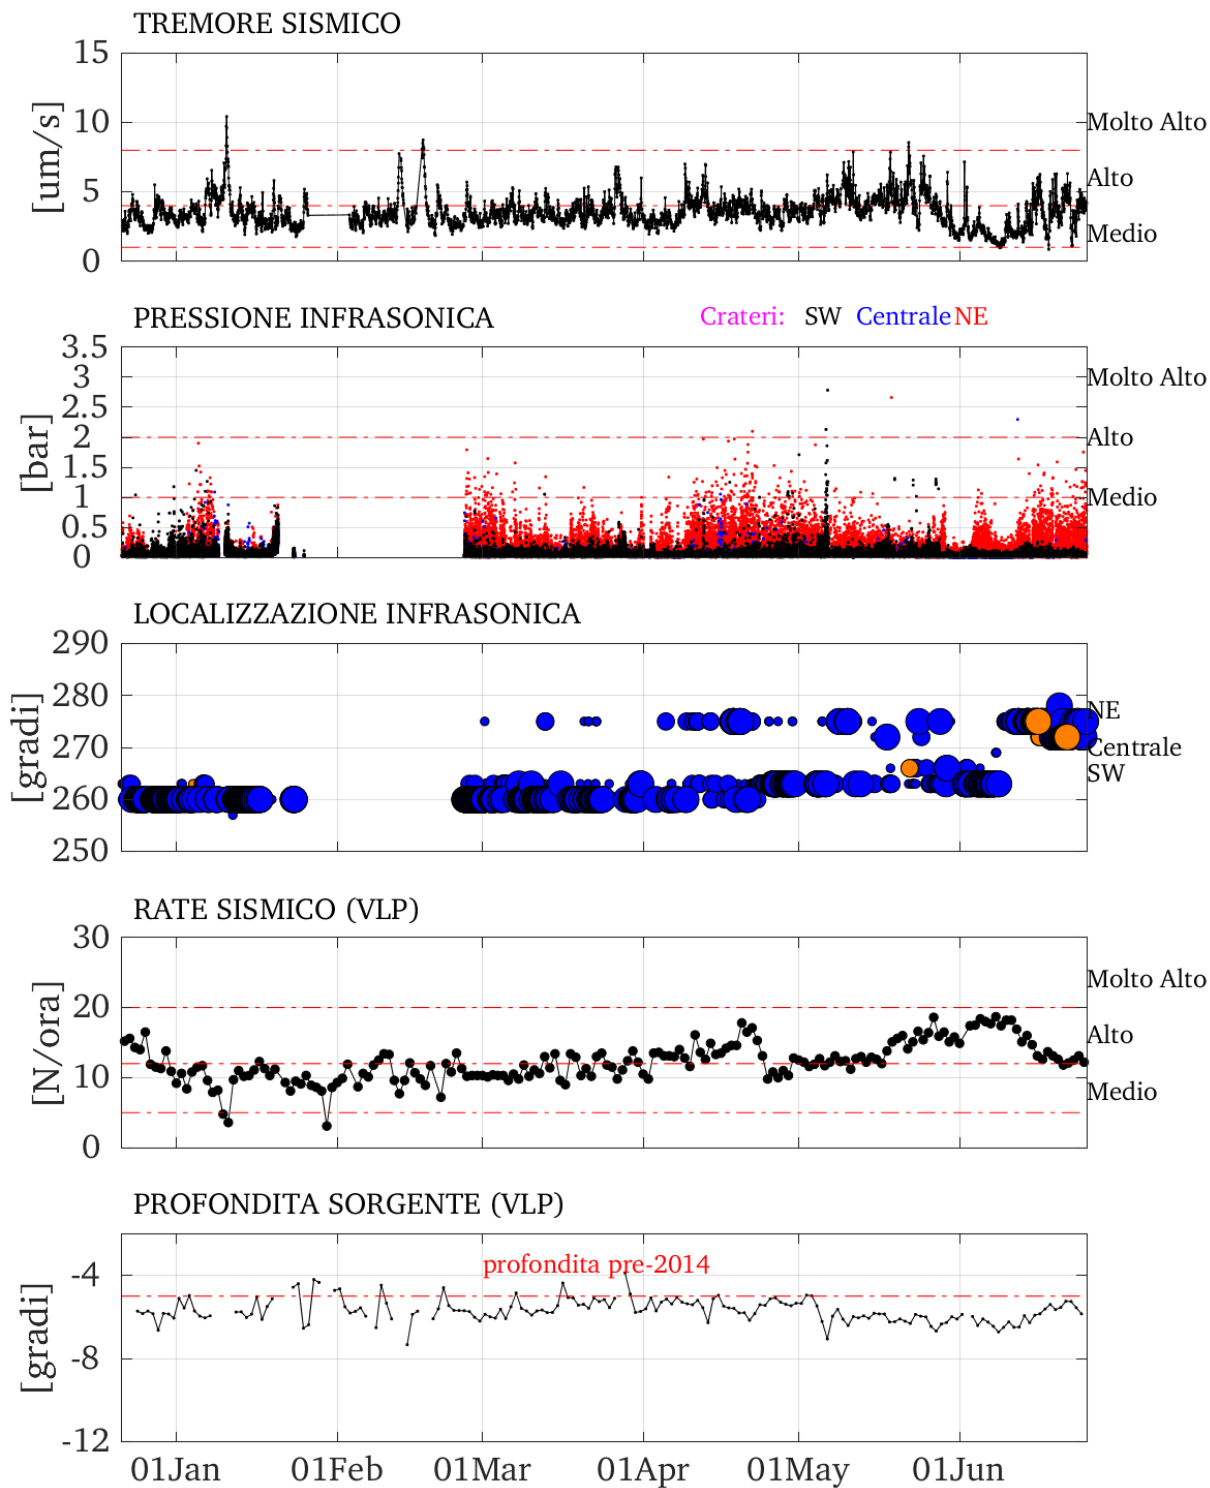 TREMORE SISMICO
15
10
5
0
[um/s]
Molto Alto
Alto
Medio
PRESSIONE INFRASONICA
Crateri: SW Centrale NE
3.5
3
2.5
2
1.5
1
0.5
0
[bar]
Molto Alto
Alto
Medio
LOCALIZZAZIONE INFRASONICA
290
280
270
260
250
[gradi]
NE
Centrale
SW
RATE SISMICO (VLP)
30
20
10
0
[N/ora]
Molto Alto
Alto
Medio
PROFONDITA SORGENTE (VLP)
profondita pre-2014
-4
-8
-12
[gradi]
01Jan 01Feb 01Mar 01Apr 01May 01Jun